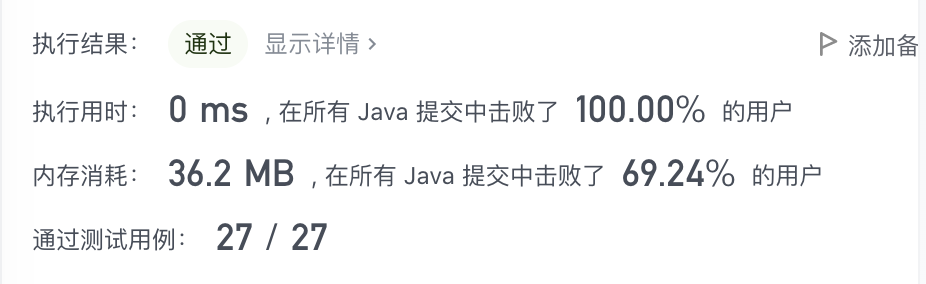 执行结果： 通过 显示详情 > 添加备
执行用时： 0 ms , 在所有 Java 提交中击败了 100.00% 的用户
内存消耗： 36.2 MB , 在所有 Java 提交中击败了 69.24% 的用户
通过测试用例： 27 / 27